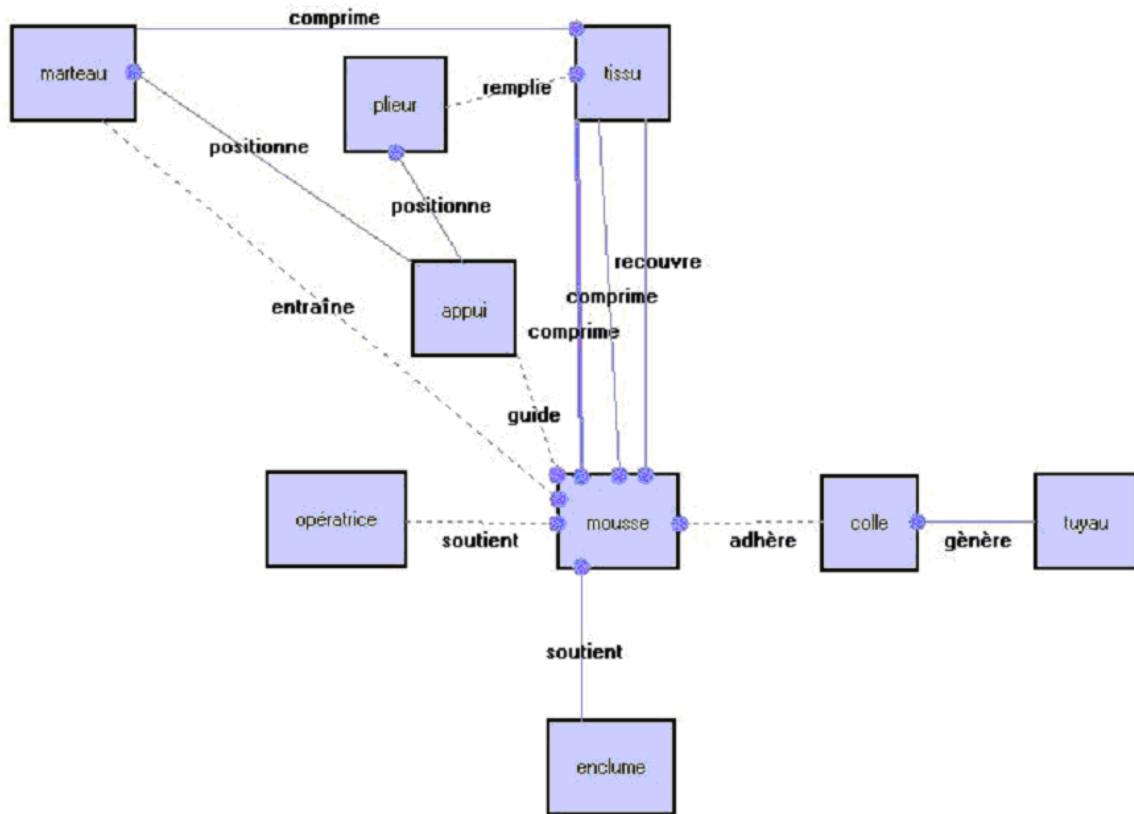 comprime
marteau
tissu
plieur
remplie
positionne
positionne
recouvre
comprime
entraîne
appui
comprime
guide
opératrice
soutient
mousse
adhère
colle
gènère
tuyau
soutient
enclume